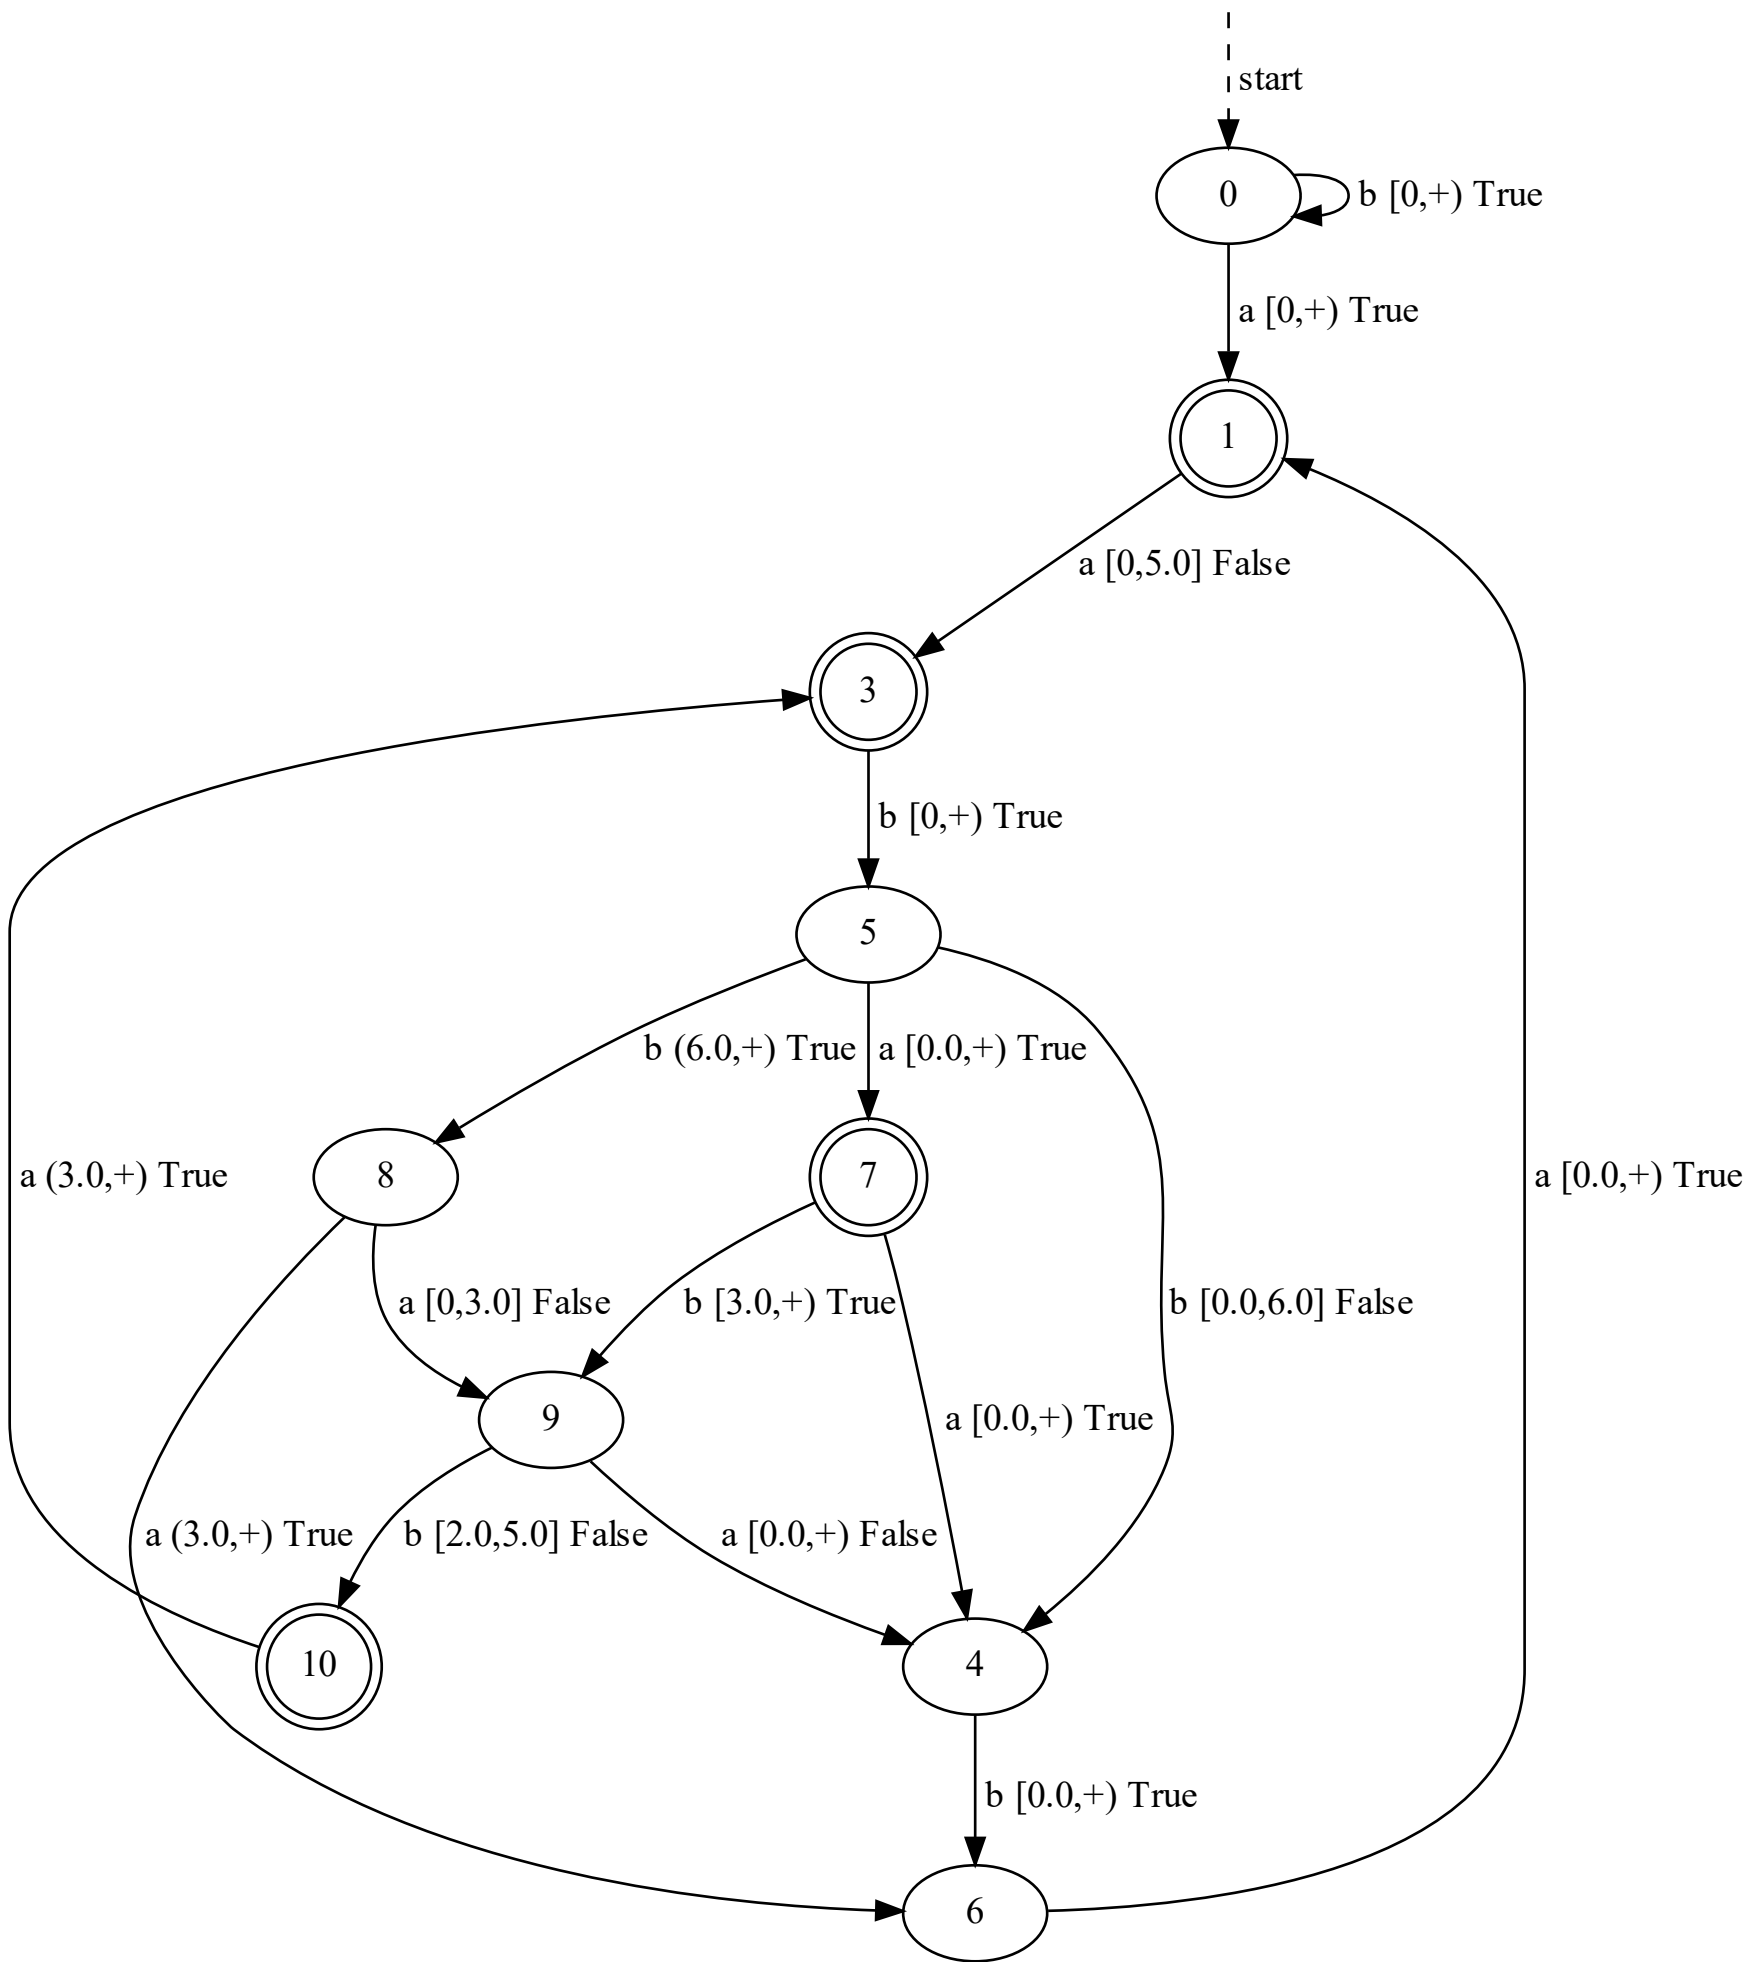 start
0
b [0,+) True
a [0,+) True
1
a [0,5.0] False
3
b [0,+) True
5
b (6.0,+) True
a [0.0,+) True
a (3.0,+) True
8
7
a [0.0,+) True
a [0,3.0] False
b [3.0,+) True
b [0.0,6.0] False
9
a [0.0,+) True
a (3.0,+) True
b [2.0,5.0] False
a [0.0,+) False
10
4
b [0.0,+) True
6